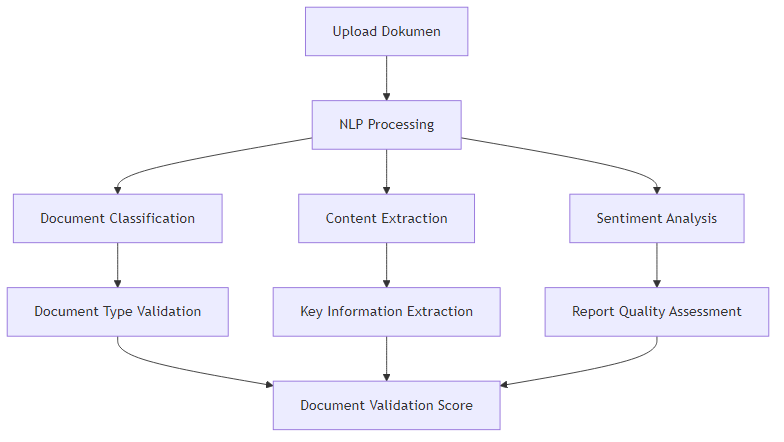 Upload Dokumen
NLP Processing
Document Classification
Content Extraction
Sentiment Analysis
Document Type Validation
Key Information Extraction
Report Quality Assessment
Document Validation Score